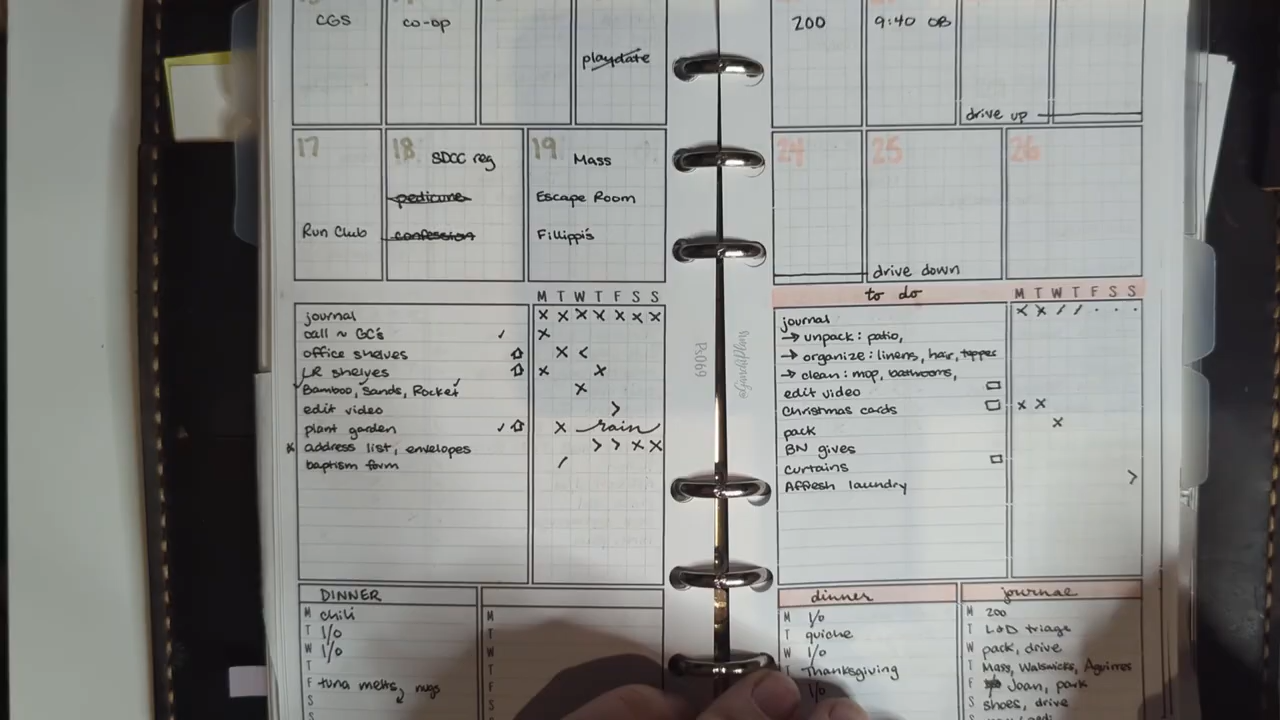 CGS
co-op
playdate
17
Run Club
18
SDCC reg
pedicure
confession
19
Mass
Escape Room
Fillippi's
M T W T F S S
journal
call ~ GC's
office shelves
LR shelves
Bamboo, Sands, Rocket
edit video
plant garden
rain
address list, envelopes
baptism form
DINNER
M chili
T 1/0
W 1/0
T
F tuna melts, nugs
S
M
T
W
T
F
S
PS069
200
9:40 OB
drive up
24
25
26
drive down
to do
M T W T F S S
journal
→ unpack: patio,
→ organize: linens, hair,
→ clean: mop, bathrooms,
edit video
Christmas cards
pack
BN gives
curtains
Affresh laundry
dinner
M 1/0
T quiche
W 1/0
T Thanksgiving
1/0
journal
M 200
T L+D triage
W pack, drive
T Mass, Walswicks, Aguirres
F Joan, park
S shoes, drive